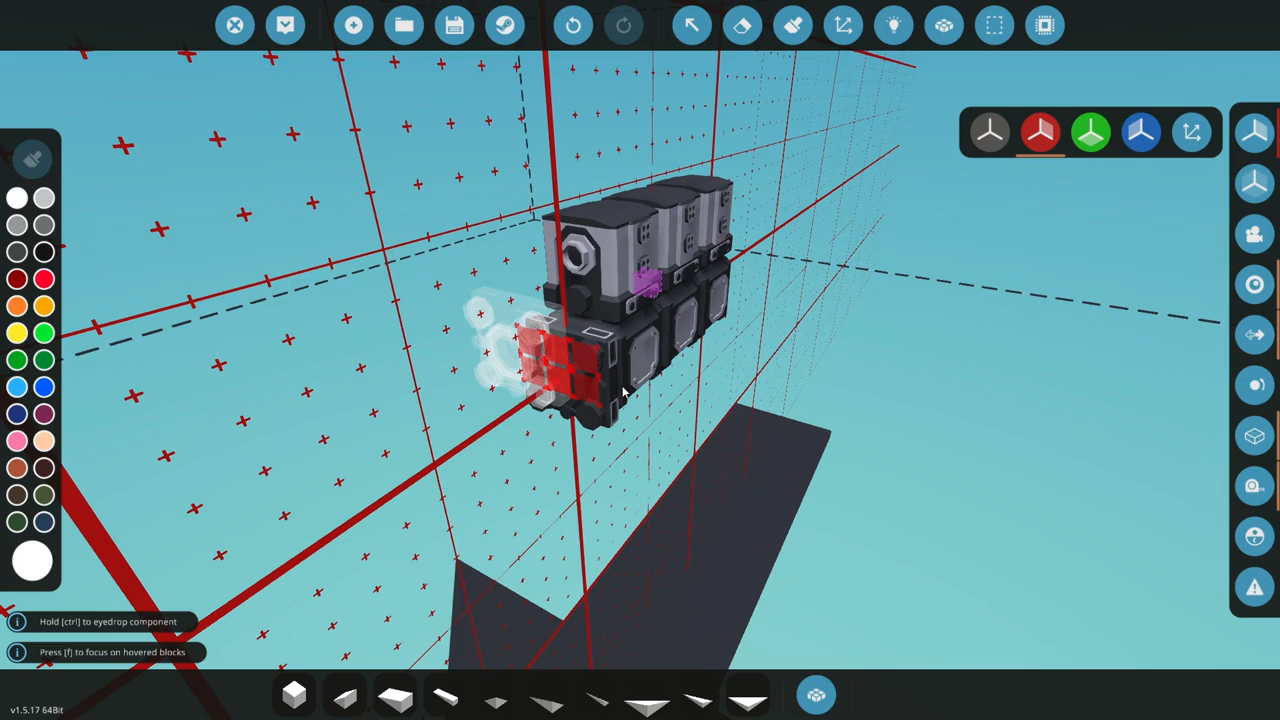 Hold [ctrl] to eyedrop component
Press [f] to focus on hovered blocks
v1.5.17 64Bit